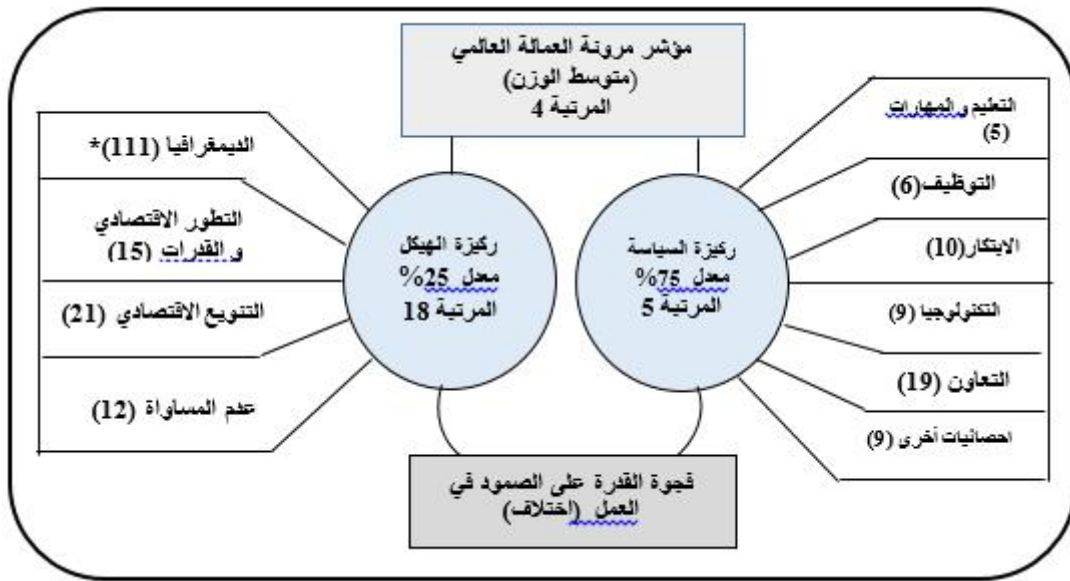 مؤشر مرونة العمالة العالمي
(متوسط الوزن)
المرتبة 4
التعليم والمهارات
(5)
التوظيف(6)
الابتكار(10)
التكنولوجيا (9)
التعاون (19)
احصائيات أخرى (9)
ركيزة السياسة
معدل 75%
المرتبة 5
ركيزة الهيكل
معدل 25%
المرتبة 18
الديمغرافيا (111)*
التطور الاقتصادي
والقدرات (15)
التنويع الاقتصادي (21)
عدم المساواة (12)
فجوة القدرة على الصمود في
العمل (اختلاف)